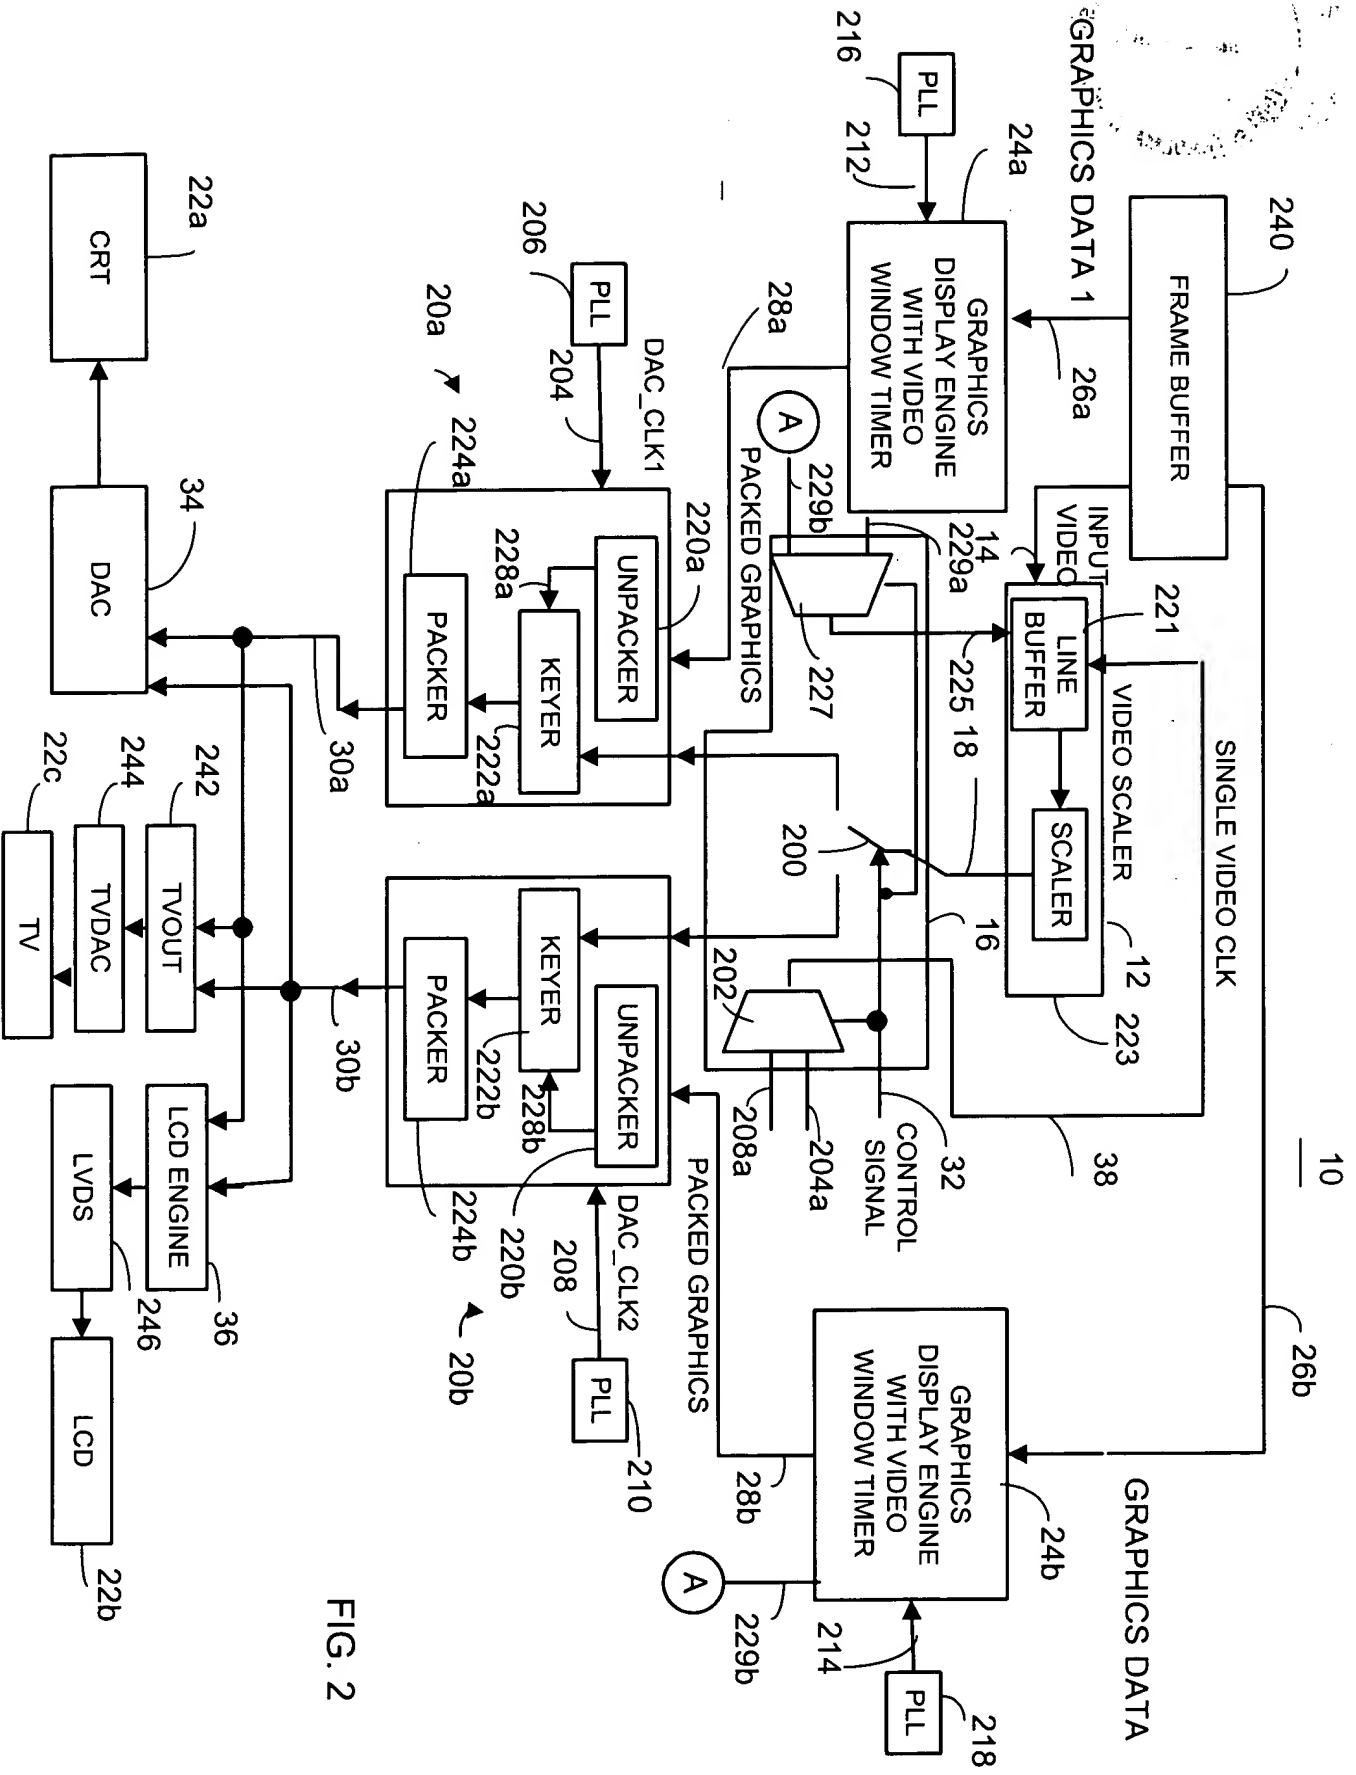 10
240
FRAME BUFFER
GRAPHICS DATA 1
26a
26b
GRAPHICS DATA
SINGLE VIDEO CLK
INPUT
VIDEO
14
221
LINE
BUFFER
VIDEO SCALER
SCALER
12
223
38
216
PLL
212
24a
GRAPHICS
DISPLAY ENGINE
WITH VIDEO
WINDOW TIMER
229a
229b
A
227
225
18
200
16
202
32
CONTROL
SIGNAL
204a
208a
24b
GRAPHICS
DISPLAY ENGINE
WITH VIDEO
WINDOW TIMER
214
PLL
218
A
229b
28a
PACKED GRAPHICS
28b
PACKED GRAPHICS
206
PLL
204
DAC_CLK1
20a
220a
UNPACKER
228a
KEYER
222a
224a
PACKER
UNPACKER
220b
KEYER
222b
228b
PACKER
224b
DAC_CLK2
208
PLL
210
20b
30a
30b
22a
CRT
34
DAC
242
TVOUT
244
TVDAC
22c
TV
LCD ENGINE
36
LVDS
246
LCD
22b
FIG. 2